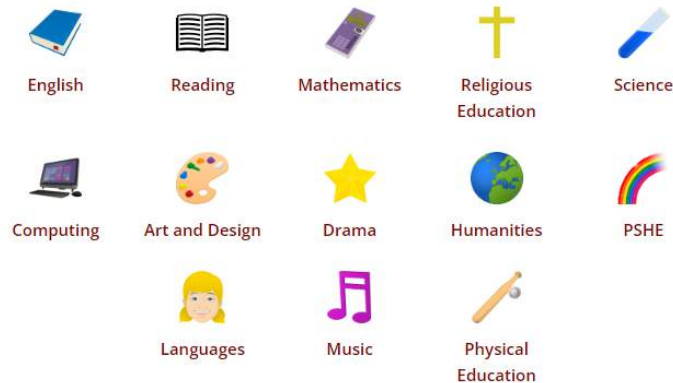 English
Reading
Mathematics
Religious
Education
Science
Computing
Art and Design
Drama
Humanities
PSHE
Languages
Music
Physical
Education